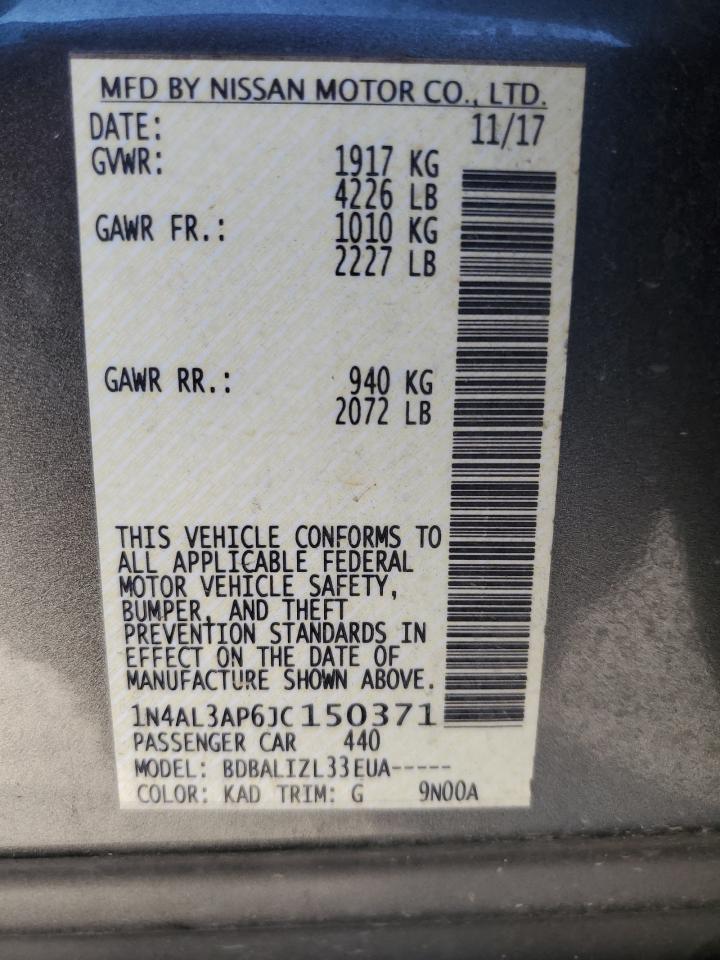 MFD BY NISSAN MOTOR CO., LTD.
DATE: 11/17
GVWR: 1917 KG
4226 LB
GAWR FR.: 1010 KG
2227 LB
GAWR RR.: 940 KG
2072 LB
THIS VEHICLE CONFORMS TO
ALL APPLICABLE FEDERAL
MOTOR VEHICLE SAFETY,
BUMPER, AND THEFT
PREVENTION STANDARDS IN
EFFECT ON THE DATE OF
MANUFACTURE SHOWN ABOVE.
1N4AL3AP6JC150371
PASSENGER CAR 440
MODEL: BDBALIZL33EUA-----
COLOR: KAD TRIM: G 9N00A